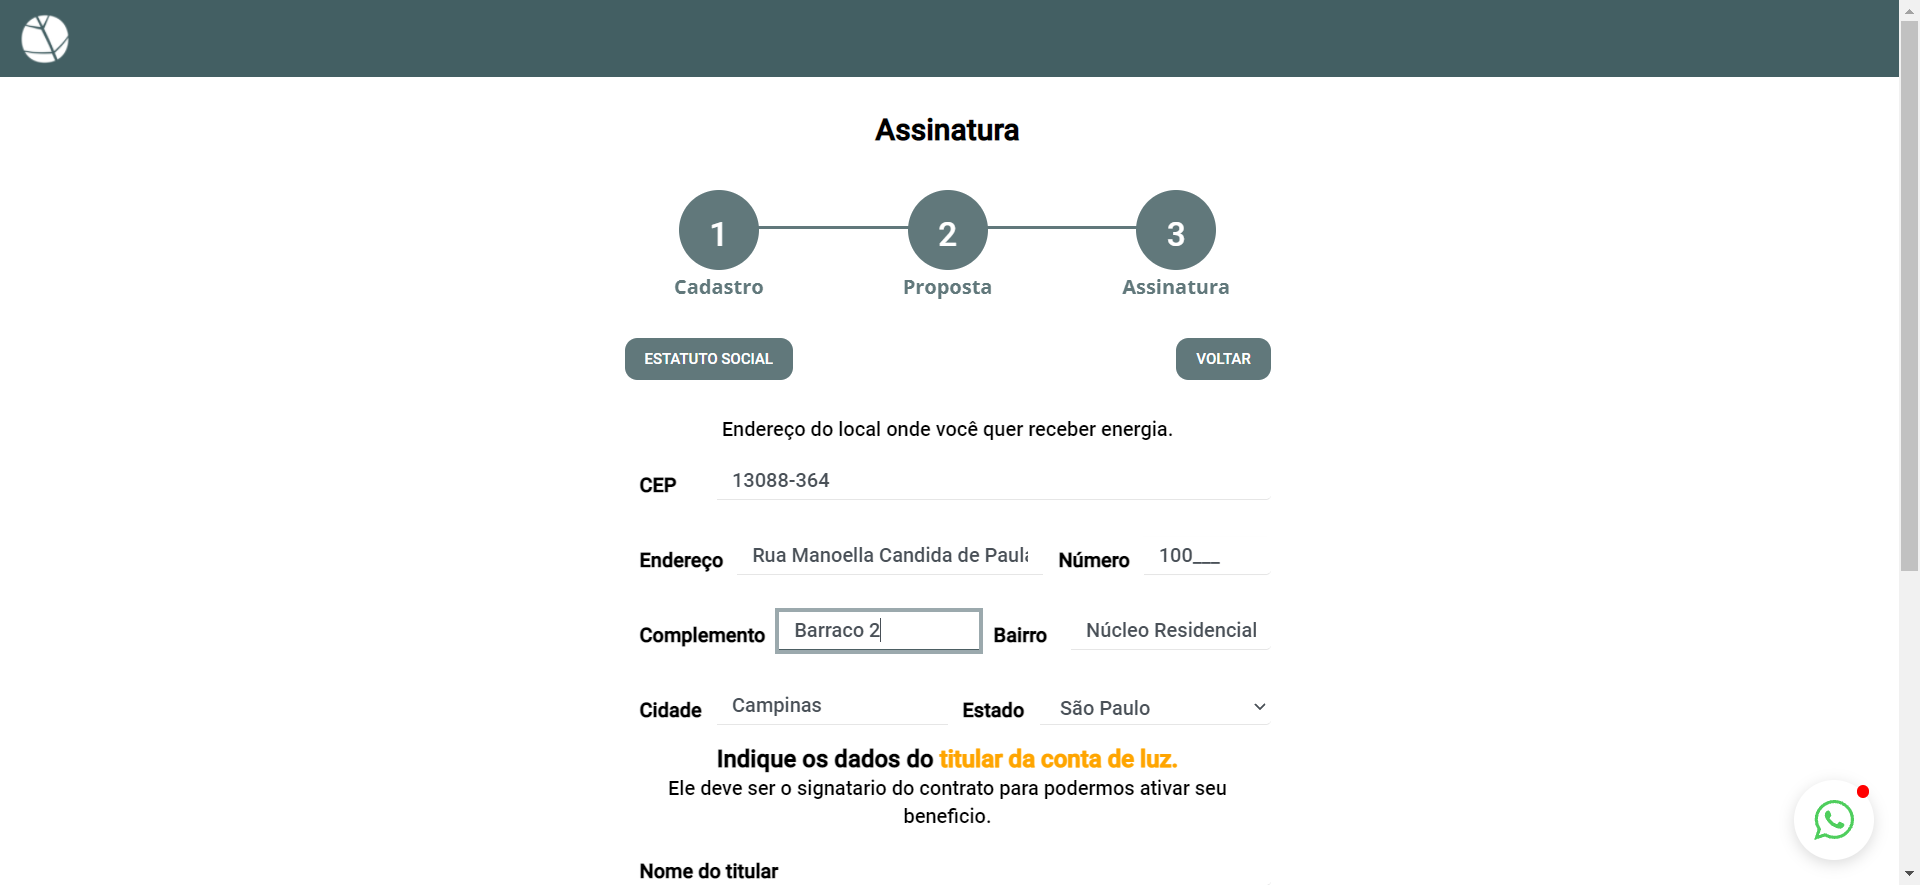 Assinatura
1
2
3
Cadastro
Proposta
Assinatura
ESTATUTO SOCIAL
VOLTAR
Endereço do local onde você quer receber energia.
CEP 13088-364
Endereço Rua Manoella Candida de Paula Número 100___
Complemento Barraco 2 Bairro Núcleo Residencial
Cidade Campinas Estado São Paulo
Indique os dados do titular da conta de luz.
Ele deve ser o signatario do contrato para podermos ativar seu
beneficio.
Nome do titular